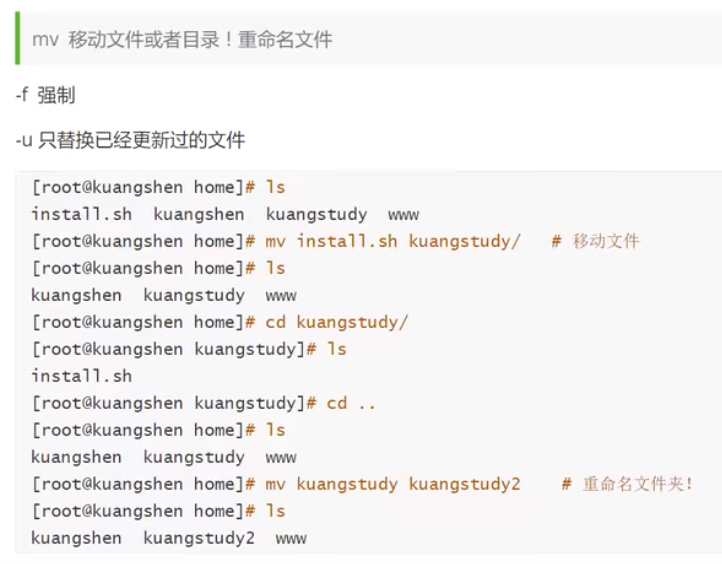 mv 移动文件或者目录！重命名文件
-f 强制
-u 只替换已经更新过的文件
[root@kuangshen home]# ls
install.sh  kuangshen  kuangstudy  www
[root@kuangshen home]# mv install.sh kuangstudy/   # 移动文件
[root@kuangshen home]# ls
kuangshen  kuangstudy  www
[root@kuangshen home]# cd kuangstudy/
[root@kuangshen kuangstudy]# ls
install.sh
[root@kuangshen kuangstudy]# cd ..
[root@kuangshen home]# ls
kuangshen  kuangstudy  www
[root@kuangshen home]# mv kuangstudy kuangstudy2    # 重命名文件夹！
[root@kuangshen home]# ls
kuangshen  kuangstudy2  www